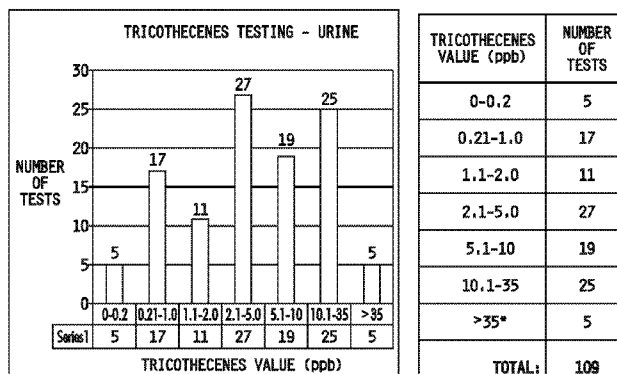 TRICOTHECENES TESTING - URINE
30
25
20
15
10
5
0
NUMBER
OF
TESTS
5
17
11
27
19
25
5
0-0.2 0.21-1.0 1.1-2.0 2.1-5.0 5.1-10 10.1-35 >35
Series1 5 17 11 27 19 25 5
TRICOTHECENES VALUE (ppb)
TRICOTHECENES
VALUE (ppb)
NUMBER
OF
TESTS
0-0.2 5
0.21-1.0 17
1.1-2.0 11
2.1-5.0 27
5.1-10 19
10.1-35 25
>35* 5
TOTAL: 109